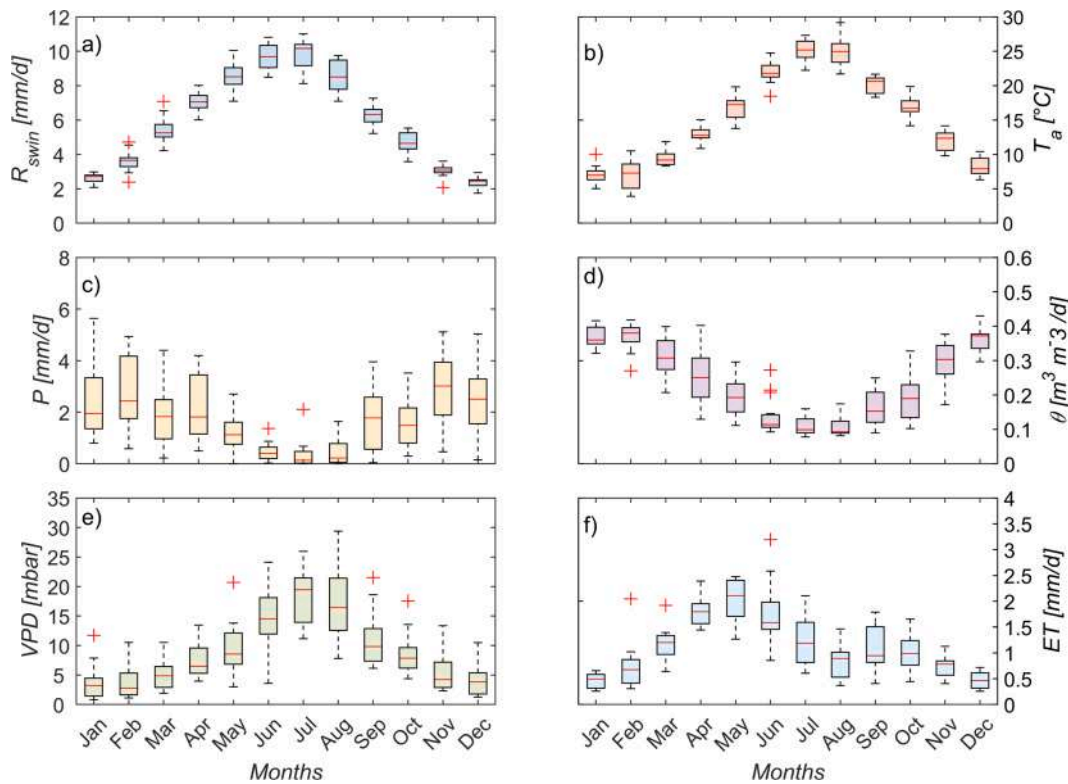 a)
R_swin [mm/d]
12
10
8
6
4
2
0
b)
T_a [°C]
30
25
20
15
10
5
0
c)
P [mm/d]
8
6
4
2
0
d)
θ [m³ m-3/d]
0.6
0.5
0.4
0.3
0.2
0.1
0
e)
VPD [mbar]
35
30
25
20
15
10
5
0
Jan Feb Mar Apr May Jun Jul Aug Sep Oct Nov Dec
Months
f)
ET [mm/d]
4
3.5
3
2.5
2
1.5
1
0.5
0
Jan Feb Mar Apr May Jun Jul Aug Sep Oct Nov Dec
Months